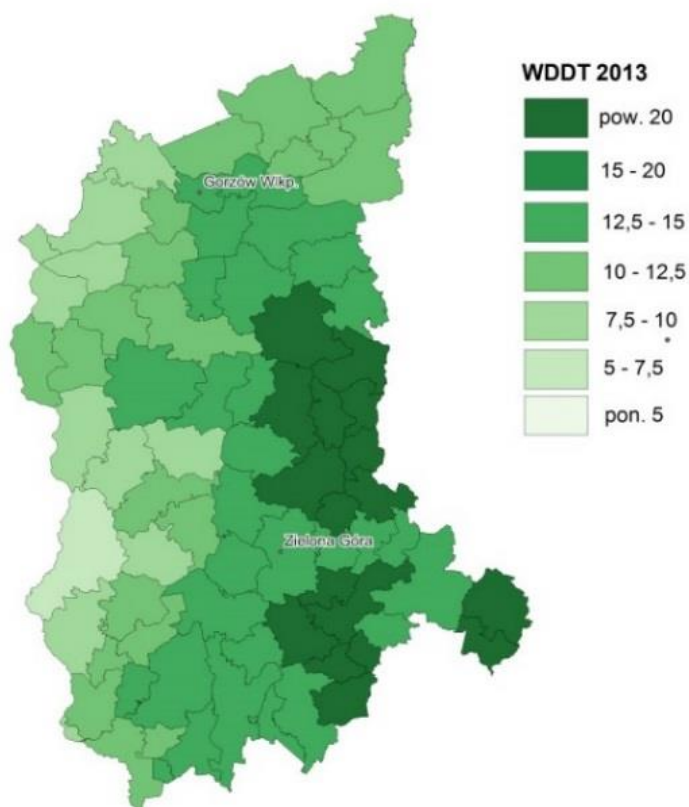 WDDT 2013
pow. 20
15 - 20
12,5 - 15
10 - 12,5
7,5 - 10
5 - 7,5
pon. 5
Gorzów Wlkp.
Zielona Góra